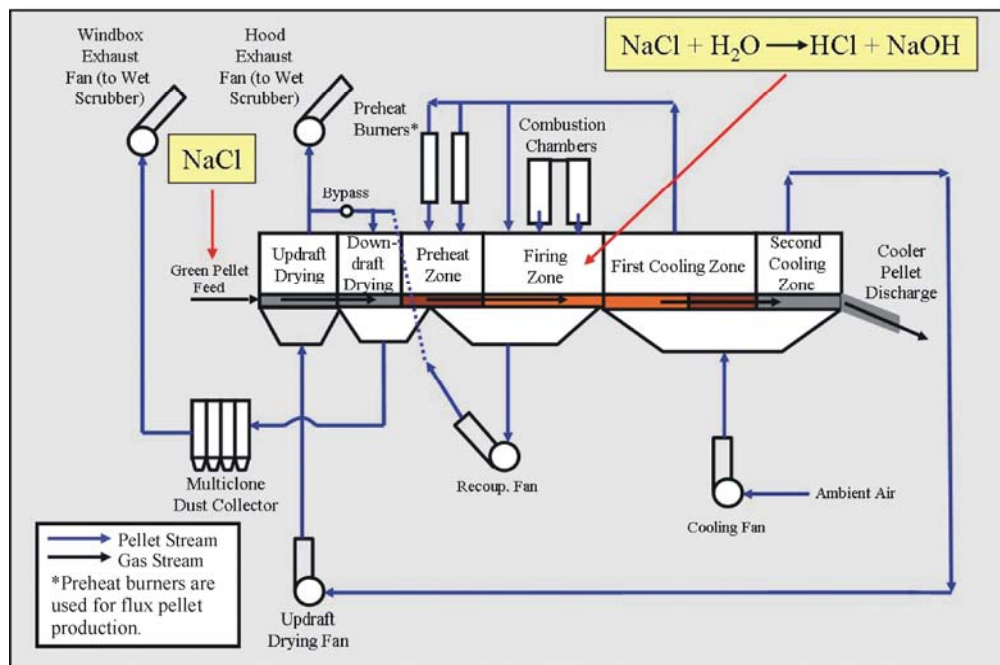 Windbox
Exhaust
Fan (to Wet
Scrubber)
Hood
Exhaust
Fan (to Wet
Scrubber)
NaCl + H₂O → HCl + NaOH
Preheat
Burners*
Combustion
Chambers
NaCl
Bypass
Green Pellet
Feed
Updraft
Drying
Down-
draft
Drying
Preheat
Zone
Firing
Zone
First Cooling Zone
Second
Cooling
Zone
Cooler
Pellet
Discharge
Multiclone
Dust Collector
Recoup. Fan
Cooling Fan
Ambient Air
Pellet Stream
Gas Stream
*Preheat burners are
used for flux pellet
production.
Updraft
Drying Fan